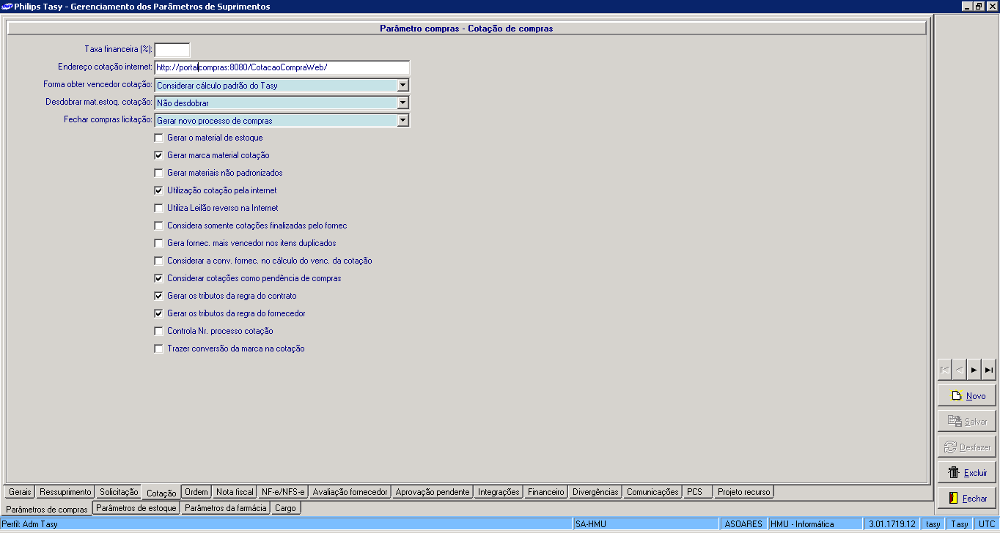 Philips Tasy - Gerenciamento dos Parâmetros de Suprimentos
Parâmetro compras - Cotação de compras
Taxa financeira (%):
Endereço cotação internet: http://portalcompras:8080/CotacaoCompraWeb/
Forma obter vencedor cotação: Considerar cálculo padrão do Tasy
Desdobrar mat.estoq. cotação: Não desdobrar
Fechar compras licitação: Gerar novo processo de compras
Gerar o material de estoque
Gerar marca material cotação
Gerar materiais não padronizados
Utilização cotação pela internet
Utiliza Leilão reverso na Internet
Considera somente cotações finalizadas pelo fornec
Gera fornec. mais vencedor nos itens duplicados
Considerar a conv. fornec. no cálculo do venc. da cotação
Considerar cotações como pendência de compras
Gerar os tributos da regra do contrato
Gerar os tributos da regra do fornecedor
Controla Nr. processo cotação
Trazer conversão da marca na cotação
Novo
Salvar
Desfazer
Excluir
Fechar
Gerais Ressuprimento Solicitação Cotação Ordem Nota fiscal NF-e/NFS-e Avaliação fornecedor Aprovação pendente Integrações Financeiro Divergências Comunicações PCS Projeto recurso
Parâmetros de compras Parâmetros de estoque Parâmetros da farmácia Cargo
Perfil: Adm Tasy SA-HMU ASOARES HMU - Informática 3.01.1719.12 tasy Tasy UTC